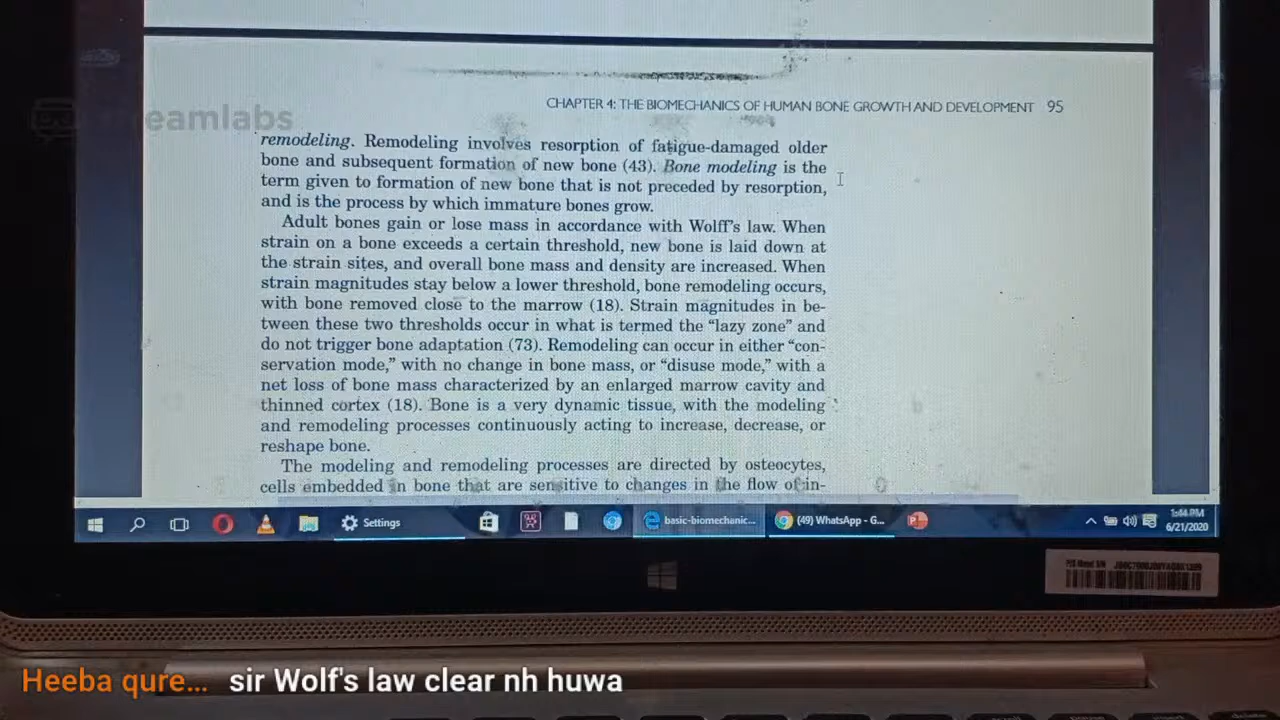 CHAPTER 4: THE BIOMECHANICS OF HUMAN BONE GROWTH AND DEVELOPMENT 95
eamlabs
remodeling. Remodeling involves resorption of fatigue-damaged older
bone and subsequent formation of new bone (43). Bone modeling is the
term given to formation of new bone that is not preceded by resorption,
and is the process by which immature bones grow.
Adult bones gain or lose mass in accordance with Wolff's law. When
strain on a bone exceeds a certain threshold, new bone is laid down at
the strain sites, and overall bone mass and density are increased. When
strain magnitudes stay below a lower threshold, bone remodeling occurs,
with bone removed close to the marrow (18). Strain magnitudes in be-
tween these two thresholds occur in what is termed the "lazy zone" and
do not trigger bone adaptation (73). Remodeling can occur in either "con-
servation mode," with no change in bone mass, or "disuse mode," with a
net loss of bone mass characterized by an enlarged marrow cavity and
thinned cortex (18). Bone is a very dynamic tissue, with the modeling
and remodeling processes continuously acting to increase, decrease, or
reshape bone.
The modeling and remodeling processes are directed by osteocytes,
cells embedded in bone that are sensitive to changes in the flow of in-
Settings
basic-biomechanic...
(49) WhatsApp - G...
1:44 PM
6/21/2020
Heeba qure... sir Wolf's law clear nh huwa